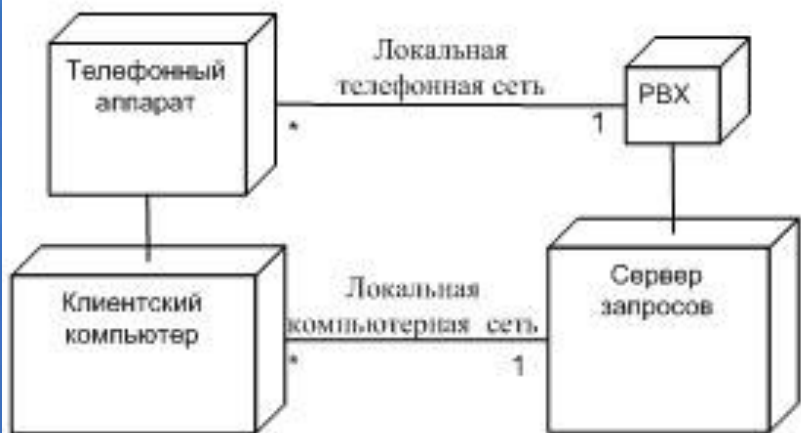 Телефонный
аппарат
Локальная
телефонная сеть
*
1
PBX
Клиентский
компьютер
Локальная
компьютерная сеть
*
1
Сервер
запросов